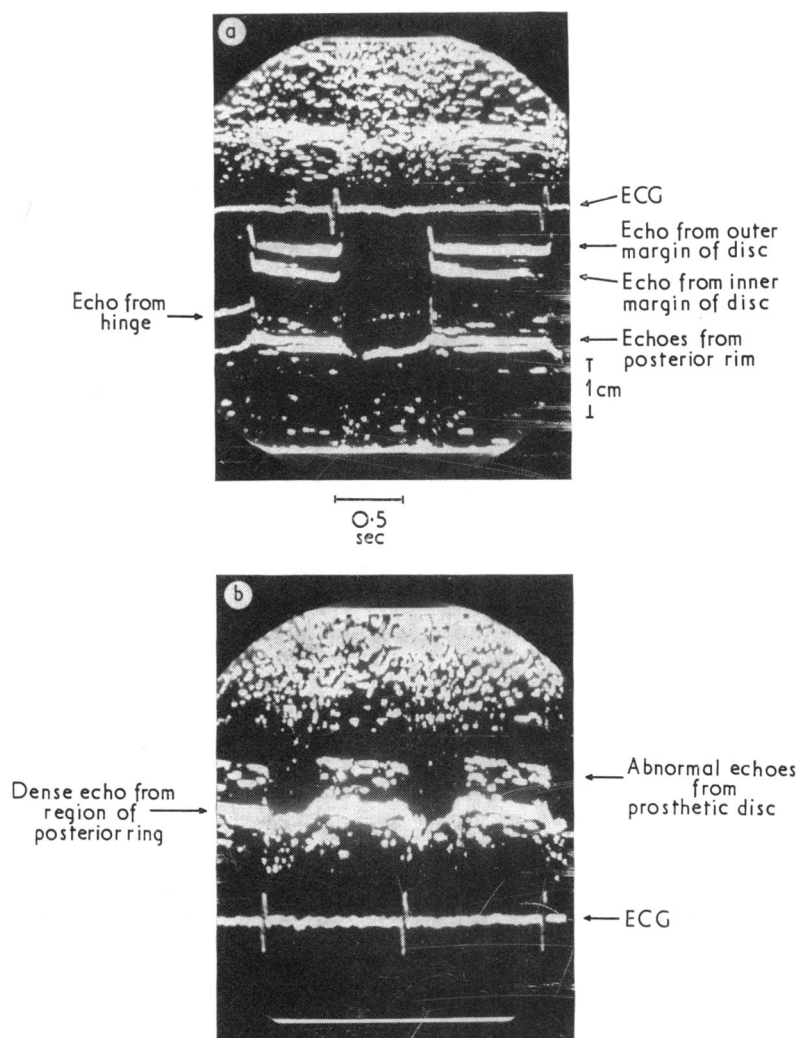 a
ECG
Echo from outer
margin of disc
Echo from inner
margin of disc
Echo from
hinge
Echoes from
posterior rim
1cm
0·5
sec
b
Abnormal echoes
from
prosthetic disc
Dense echo from
region of
posterior ring
ECG